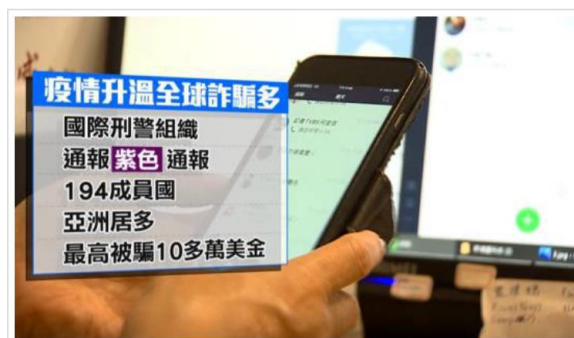 疫情升溫全球詐騙多
國際刑警組織
通報 紫色 通報
194成員國
亞洲居多
最高被騙10多萬美金